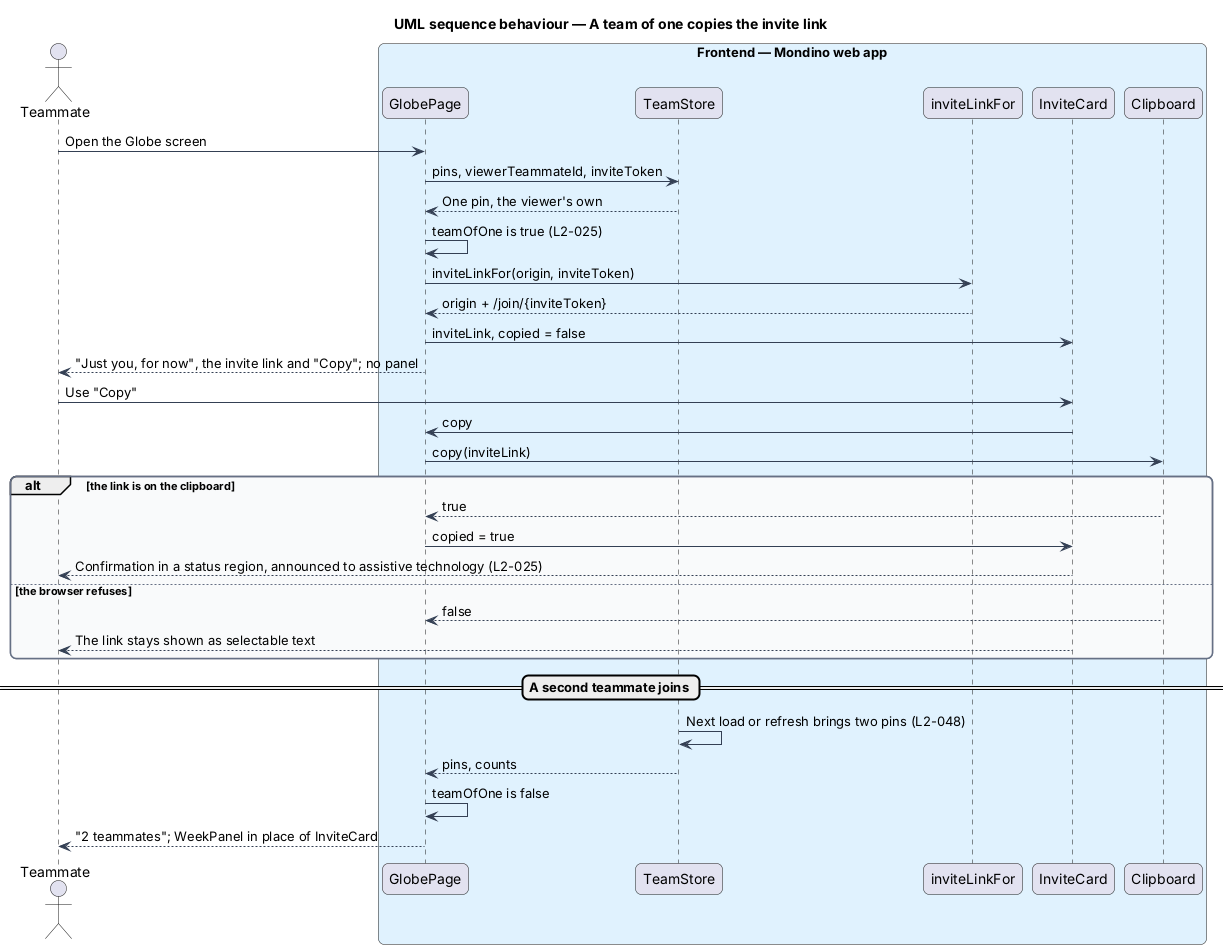 UML sequence behaviour — A team of one copies the invite link
Frontend — Mondino web app
Teammate
GlobePage
TeamStore
inviteLinkFor
InviteCard
Clipboard
Open the Globe screen
pins, viewerTeammateId, inviteToken
One pin, the viewer's own
teamOfOne is true (L2-025)
inviteLinkFor(origin, inviteToken)
origin + /join/{inviteToken}
inviteLink, copied = false
"Just you, for now", the invite link and "Copy"; no panel
Use "Copy"
copy
copy(inviteLink)
alt
[the link is on the clipboard]
true
copied = true
Confirmation in a status region, announced to assistive technology (L2-025)
[the browser refuses]
false
The link stays shown as selectable text
A second teammate joins
Next load or refresh brings two pins (L2-048)
pins, counts
teamOfOne is false
"2 teammates"; WeekPanel in place of InviteCard
Teammate
GlobePage
TeamStore
inviteLinkFor
InviteCard
Clipboard